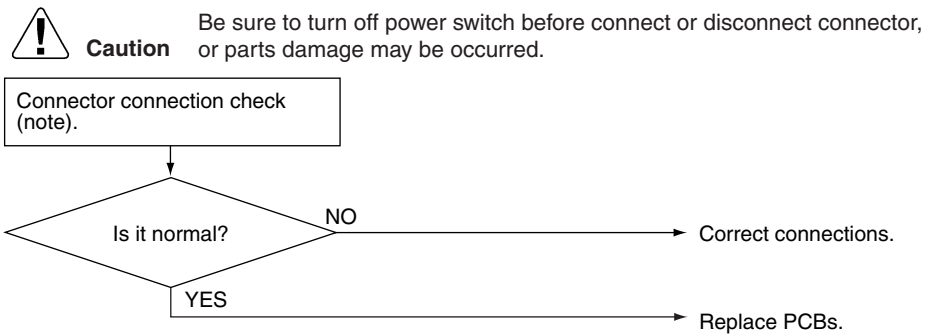 Be sure to turn off power switch before connect or disconnect connector,
Caution or parts damage may be occurred.
Connector connection check
(note).
Is it normal?
NO
Correct connections.
YES
Replace PCBs.